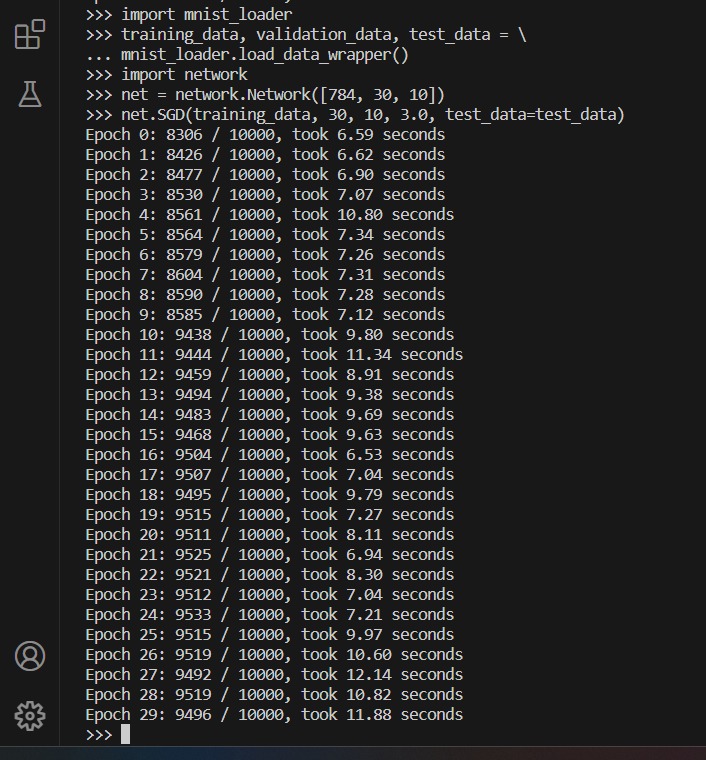 >>> import mnist_loader
>>> training_data, validation_data, test_data = \
... mnist_loader.load_data_wrapper()
>>> import network
>>> net = network.Network([784, 30, 10])
>>> net.SGD(training_data, 30, 10, 3.0, test_data=test_data)
Epoch 0: 8306 / 10000, took 6.59 seconds
Epoch 1: 8426 / 10000, took 6.62 seconds
Epoch 2: 8477 / 10000, took 6.90 seconds
Epoch 3: 8530 / 10000, took 7.07 seconds
Epoch 4: 8561 / 10000, took 10.80 seconds
Epoch 5: 8564 / 10000, took 7.34 seconds
Epoch 6: 8579 / 10000, took 7.26 seconds
Epoch 7: 8604 / 10000, took 7.31 seconds
Epoch 8: 8590 / 10000, took 7.28 seconds
Epoch 9: 8585 / 10000, took 7.12 seconds
Epoch 10: 9438 / 10000, took 9.80 seconds
Epoch 11: 9444 / 10000, took 11.34 seconds
Epoch 12: 9459 / 10000, took 8.91 seconds
Epoch 13: 9494 / 10000, took 9.38 seconds
Epoch 14: 9483 / 10000, took 9.69 seconds
Epoch 15: 9468 / 10000, took 9.63 seconds
Epoch 16: 9504 / 10000, took 6.53 seconds
Epoch 17: 9507 / 10000, took 7.04 seconds
Epoch 18: 9495 / 10000, took 9.79 seconds
Epoch 19: 9515 / 10000, took 7.27 seconds
Epoch 20: 9511 / 10000, took 8.11 seconds
Epoch 21: 9525 / 10000, took 6.94 seconds
Epoch 22: 9521 / 10000, took 8.30 seconds
Epoch 23: 9512 / 10000, took 7.04 seconds
Epoch 24: 9533 / 10000, took 7.21 seconds
Epoch 25: 9515 / 10000, took 9.97 seconds
Epoch 26: 9519 / 10000, took 10.60 seconds
Epoch 27: 9492 / 10000, took 12.14 seconds
Epoch 28: 9519 / 10000, took 10.82 seconds
Epoch 29: 9496 / 10000, took 11.88 seconds
>>>